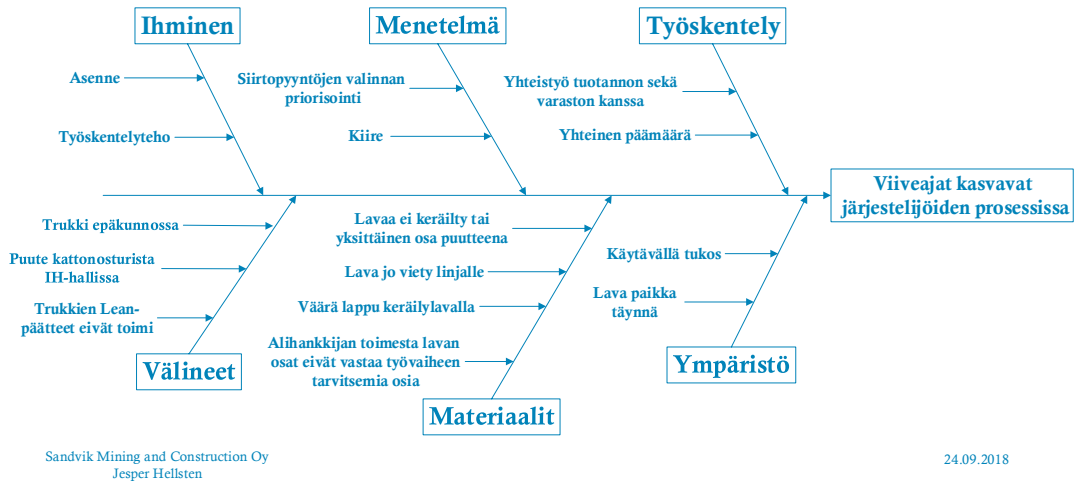 Ihminen
Asenne
Työskentelyteho
Menetelmä
Siirtopyyntöjen valinnan
priorisointi
Kiire
Työskentely
Yhteistyö tuotannon sekä
varaston kanssa
Yhteinen päämäärä
Viiveajat kasvavat
järjestelijöiden prosessissa
Trukki epäkunnossa
Puute kattonosturista
IH-hallissa
Trukkien Lean-
päätteet eivät toimi
Välineet
Lavaa ei keräilty tai
yksittäinen osa puutteena
Lava jo viety linjalle
Väärä lappu keräilylavalla
Alihankkijan toimesta lavan
osat eivät vastaa työvaiheen
tarvitsemia osia
Materiaalit
Käytävällä tukos
Lava paikka
täynnä
Ympäristö
Sandvik Mining and Construction Oy
Jesper Hellsten
24.09.2018